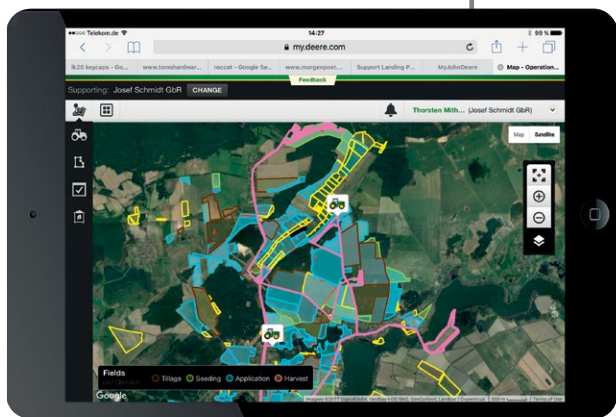 Telekom.de
14:27
99 %
my.deere.com
lk20 keycaps - Go...
www.tomshardwar...
roccat - Google Se...
www.morgenpost....
Support Landing P...
MyJohnDeere
Map - Operation...
Feedback
Supporting: Josef Schmidt GbR CHANGE
Thorsten Mith... (Josef Schmidt GbR)
Map Satellite
Fields
Last Operation
Tillage Seeding Application Harvest
Google
Terms of Use